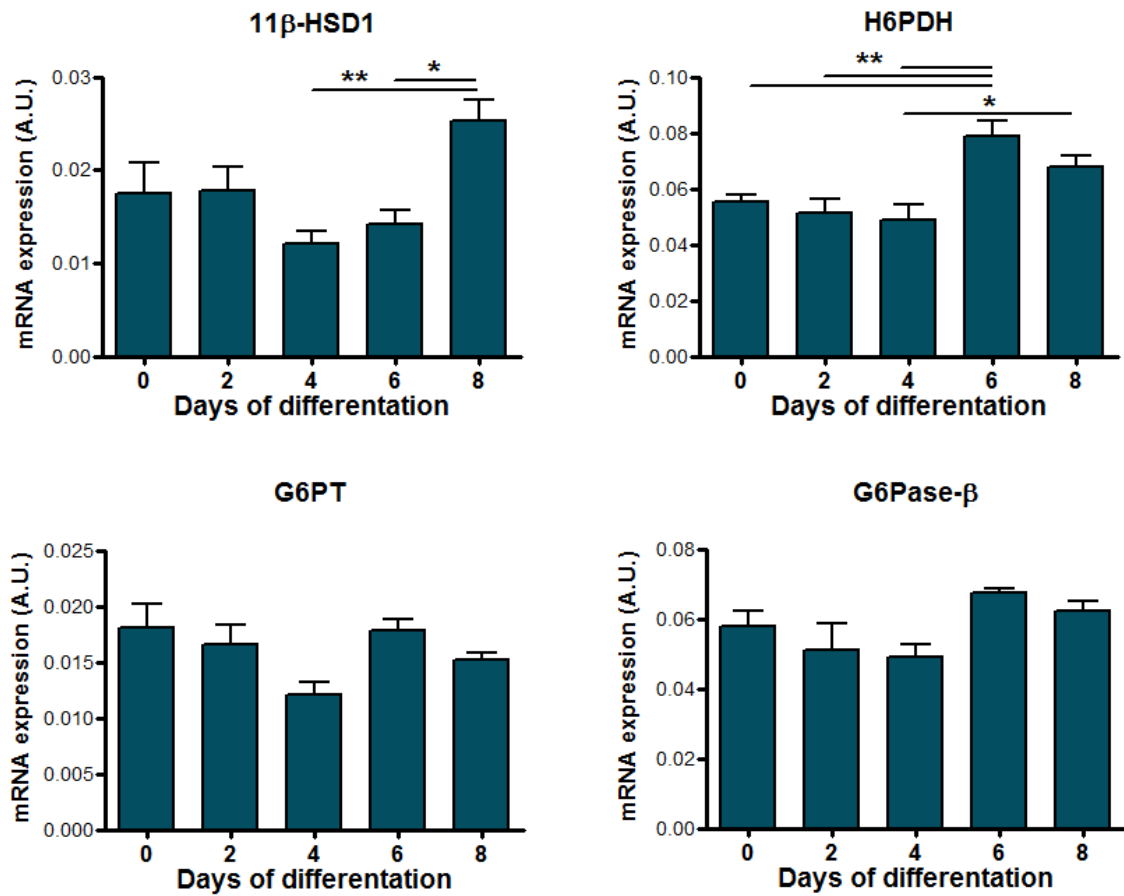 11β-HSD1
** *
mRNA expression (A.U.)
0.03
0.02
0.01
0.00
0 2 4 6 8
Days of differentation
H6PDH
**
*
mRNA expression (A.U.)
0.10
0.08
0.06
0.04
0.02
0.00
0 2 4 6 8
Days of differentation
G6PT
mRNA expression (A.U.)
0.025
0.020
0.015
0.010
0.005
0.000
0 2 4 6 8
Days of differentation
G6Pase-β
mRNA expression (A.U.)
0.08
0.06
0.04
0.02
0.00
0 2 4 6 8
Days of differentation